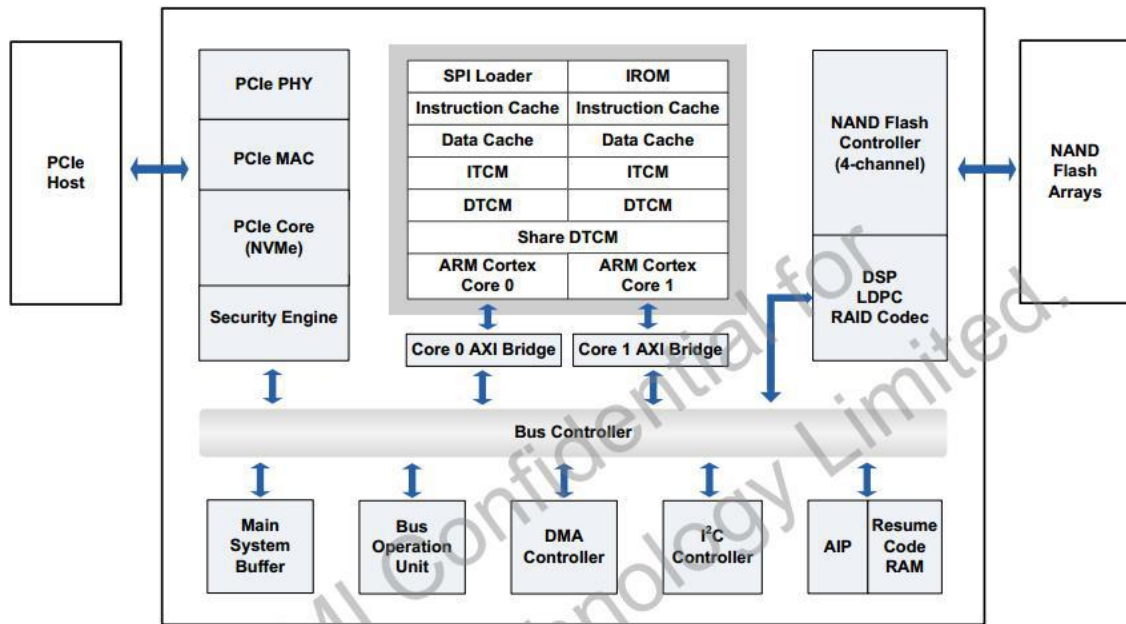 PCIe
Host
PCIe PHY
PCIe MAC
PCIe Core
(NVMe)
Security Engine
SPI Loader
IROM
Instruction Cache
Instruction Cache
Data Cache
Data Cache
ITCM
ITCM
DTCM
DTCM
Share DTCM
ARM Cortex
Core 0
ARM Cortex
Core 1
Core 0 AXI Bridge
Core 1 AXI Bridge
NAND Flash
Controller
(4-channel)
DSP
LDPC
RAID Codec
NAND
Flash
Arrays
Bus Controller
Main
System
Buffer
Bus
Operation
Unit
DMA
Controller
I²C
Controller
AIP
Resume
Code
RAM
Confidential for
Limited.